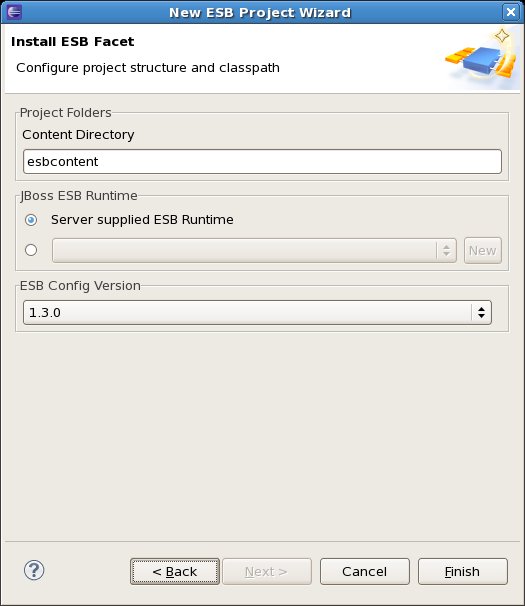 New ESB Project Wizard
Install ESB Facet
Configure project structure and classpath
Project Folders
Content Directory
esbcontent
JBoss ESB Runtime
Server supplied ESB Runtime
New
ESB Config Version
1.3.0
? < Back Next > Cancel Finish